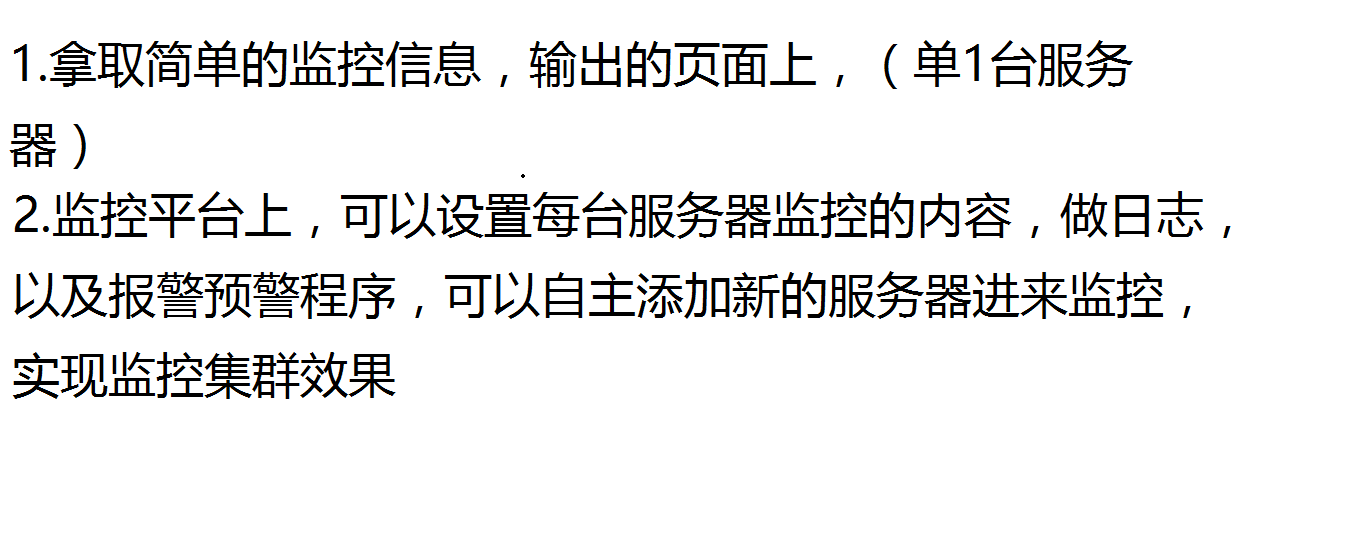 1.拿取简单的监控信息，输出的页面上，（单1台服务
器）
2.监控平台上，可以设置每台服务器监控的内容，做日志，
以及报警预警程序，可以自主添加新的服务器进来监控，
实现监控集群效果